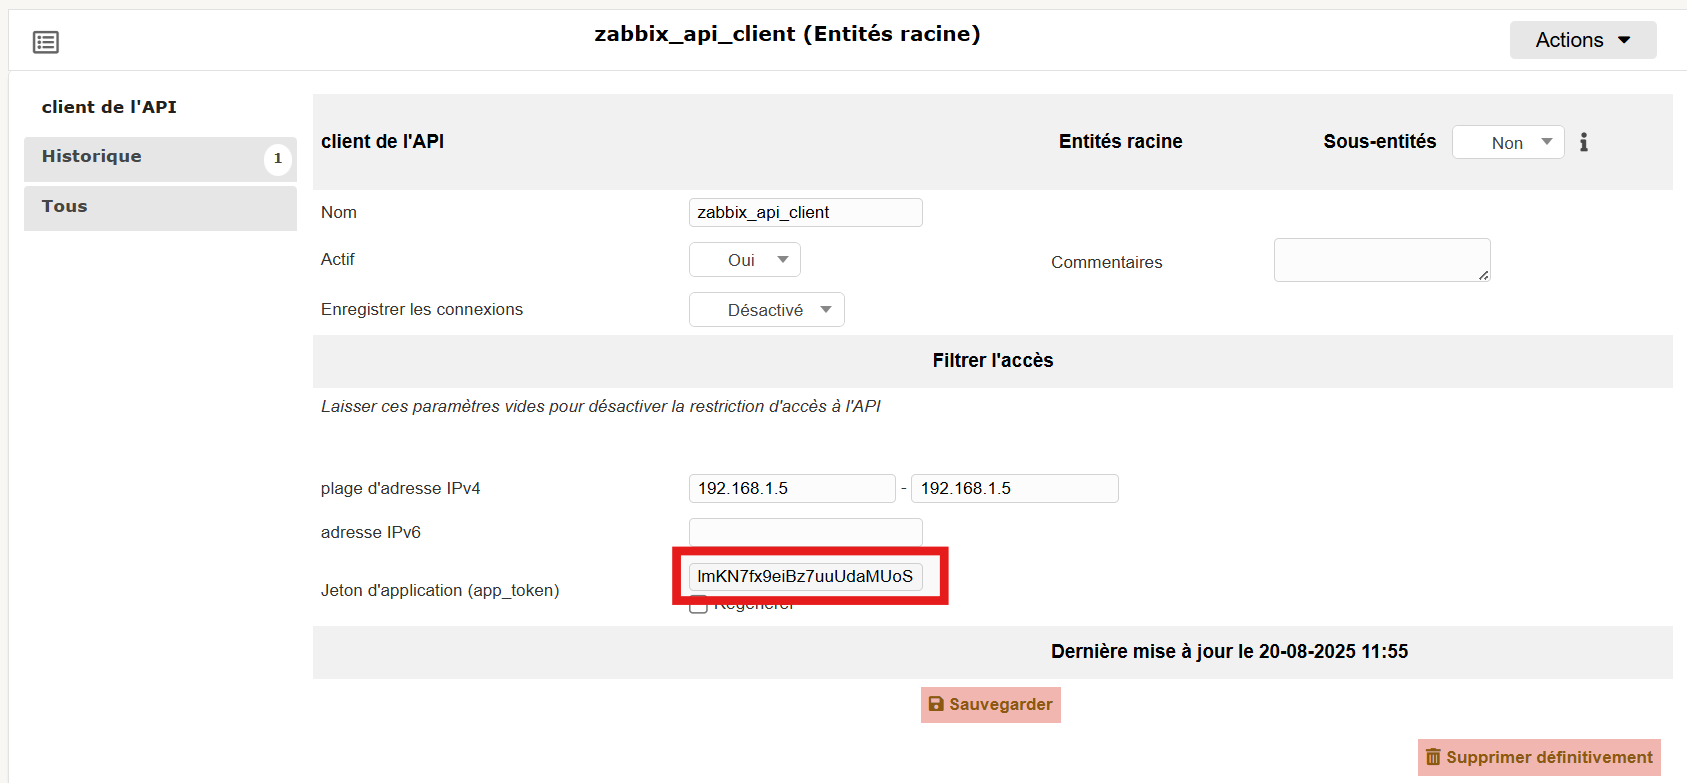 zabbix_api_client (Entités racine)
Actions
client de l'API
Historique 1
Tous
client de l'API Entités racine Sous-entités Non
Nom zabbix_api_client
Actif Oui Commentaires
Enregistrer les connexions Désactivé
Filtrer l'accès
Laisser ces paramètres vides pour désactiver la restriction d'accès à l'API
plage d'adresse IPv4 192.168.1.5 - 192.168.1.5
adresse IPv6
Jeton d'application (app_token) lmKN7fx9eiBz7uuUdaMUoS
Régénérer
Dernière mise à jour le 20-08-2025 11:55
Sauvegarder
Supprimer définitivement